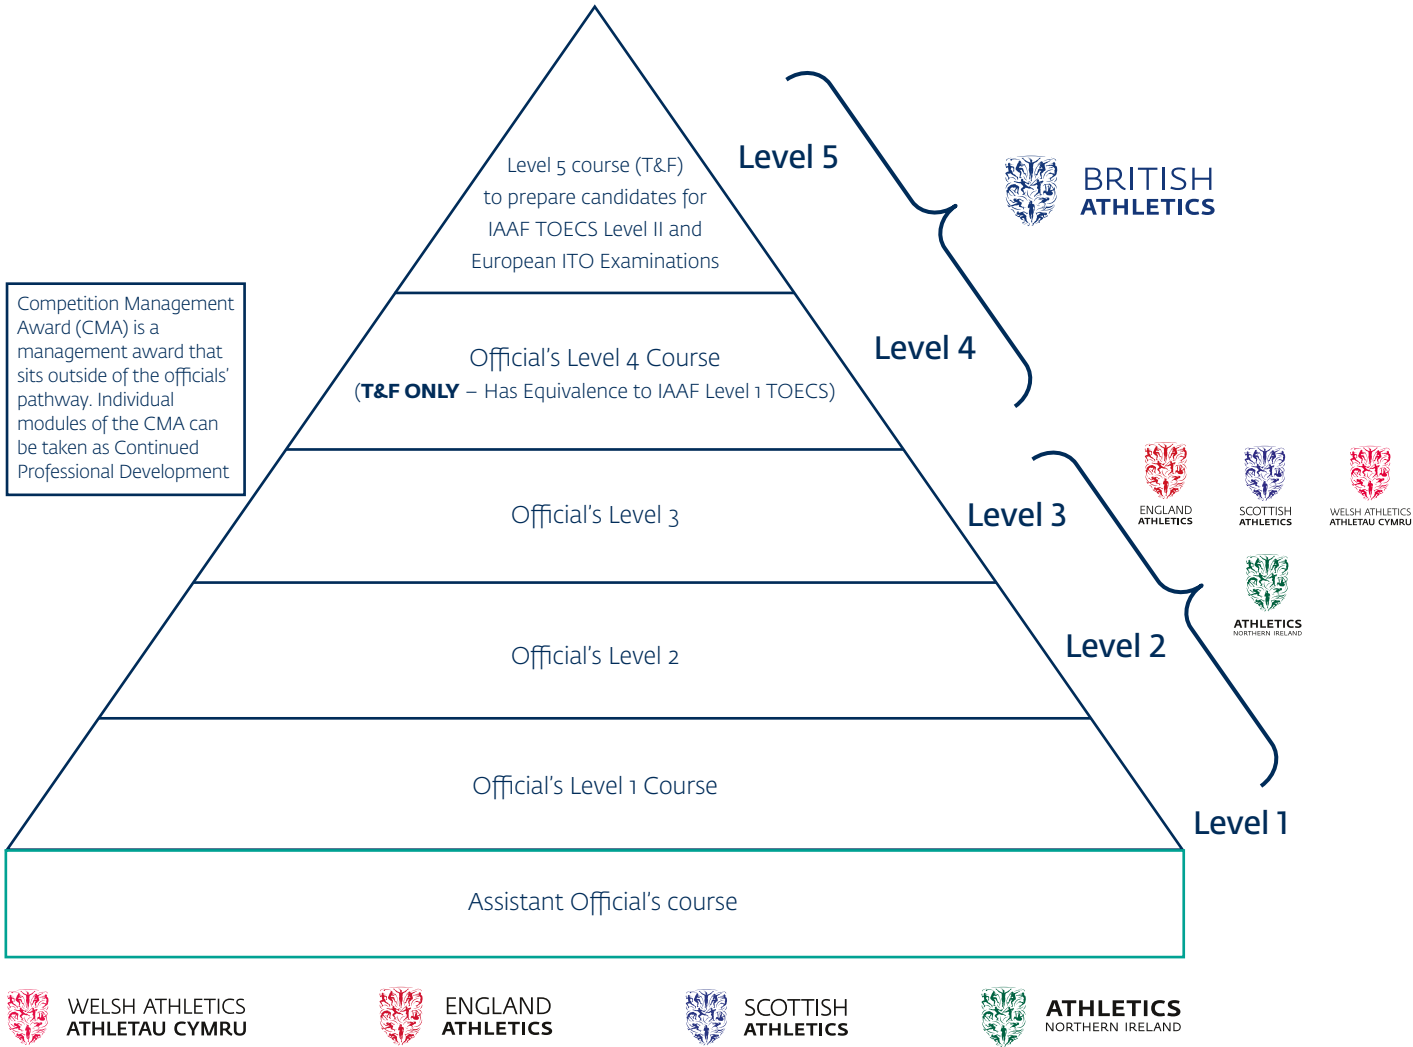 Level 5 course (T&F)
to prepare candidates for
IAAF TOECS Level II and
European ITO Examinations
Level 5
BRITISH
ATHLETICS
Competition Management
Award (CMA) is a
management award that
sits outside of the officials'
pathway. Individual
modules of the CMA can
be taken as Continued
Professional Development
Official's Level 4 Course
(T&F ONLY – Has Equivalence to IAAF Level 1 TOECS)
Level 4
Official's Level 3
Level 3
ENGLAND
ATHLETICS
SCOTTISH
ATHLETICS
WELSH ATHLETICS
ATHLETAU CYMRU
ATHLETICS
NORTHERN IRELAND
Official's Level 2
Level 2
Official's Level 1 Course
Level 1
Assistant Official's course
WELSH ATHLETICS
ATHLETAU CYMRU
ENGLAND
ATHLETICS
SCOTTISH
ATHLETICS
ATHLETICS
NORTHERN IRELAND